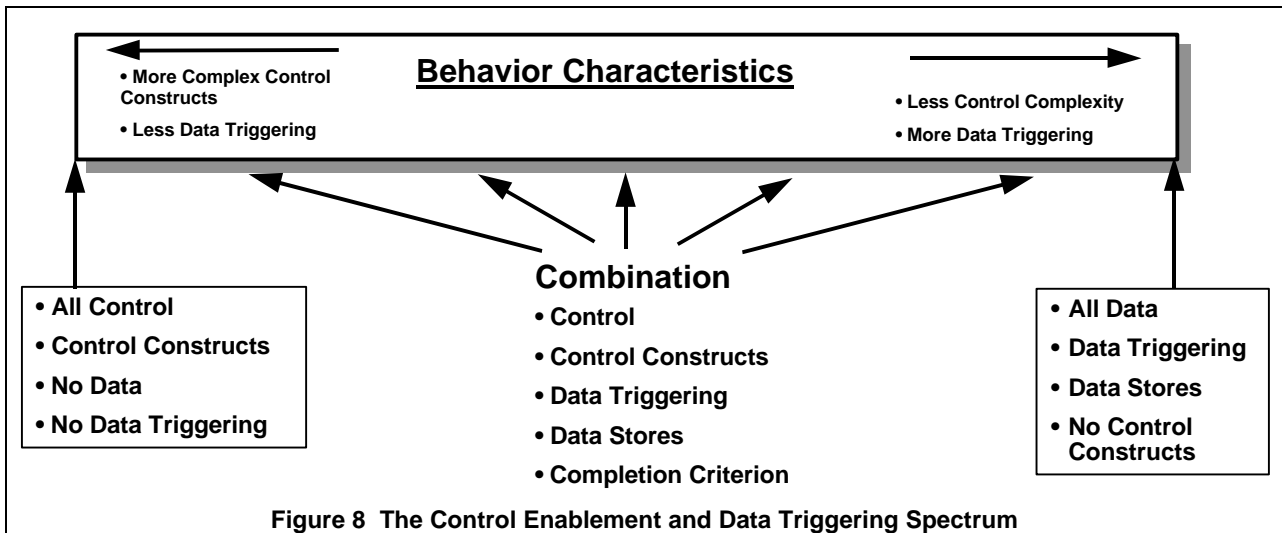 Behavior Characteristics
• More Complex Control
Constructs
• Less Data Triggering
• Less Control Complexity
• More Data Triggering
• All Control
• Control Constructs
• No Data
• No Data Triggering
Combination
• Control
• Control Constructs
• Data Triggering
• Data Stores
• Completion Criterion
• All Data
• Data Triggering
• Data Stores
• No Control
Constructs
Figure 8 The Control Enablement and Data Triggering Spectrum